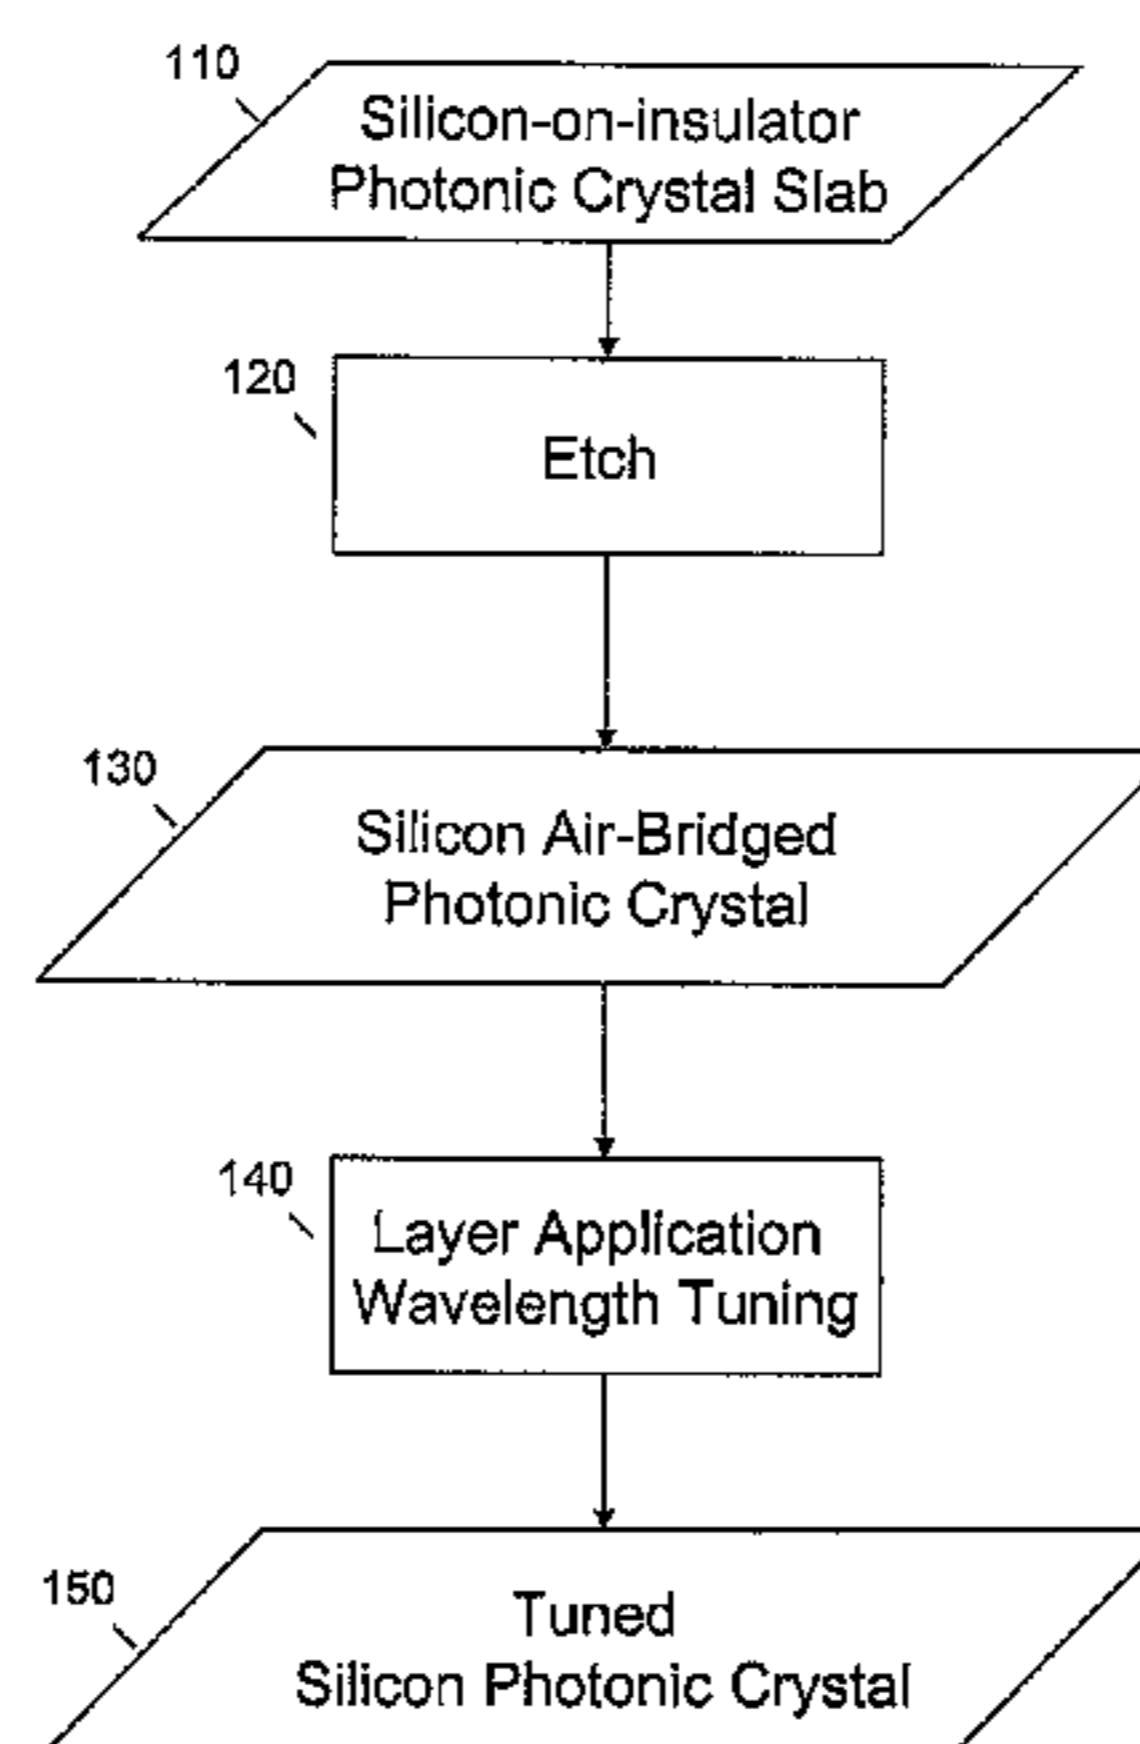 110
Silicon-on-insulator
Photonic Crystal Slab
120
Etch
130
Silicon Air-Bridged
Photonic Crystal
140
Layer Application
Wavelength Tuning
150
Tuned
Silicon Photonic Crystal